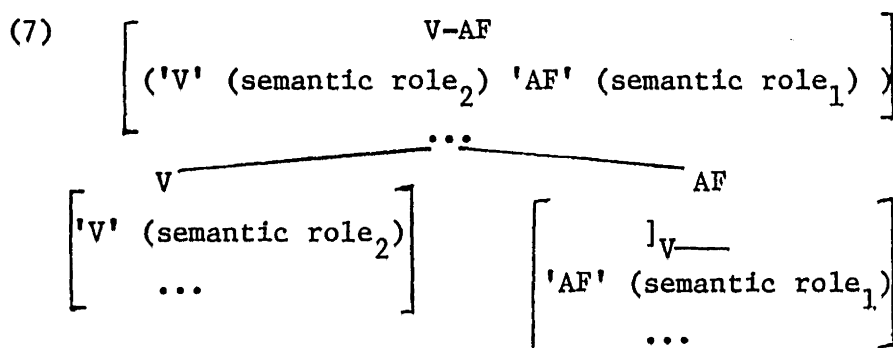 (7) V-AF
('V' (semantic role₂) 'AF' (semantic role₁) )
...
V AF
'V' (semantic role₂) ]V___
... 'AF' (semantic role₁)
...